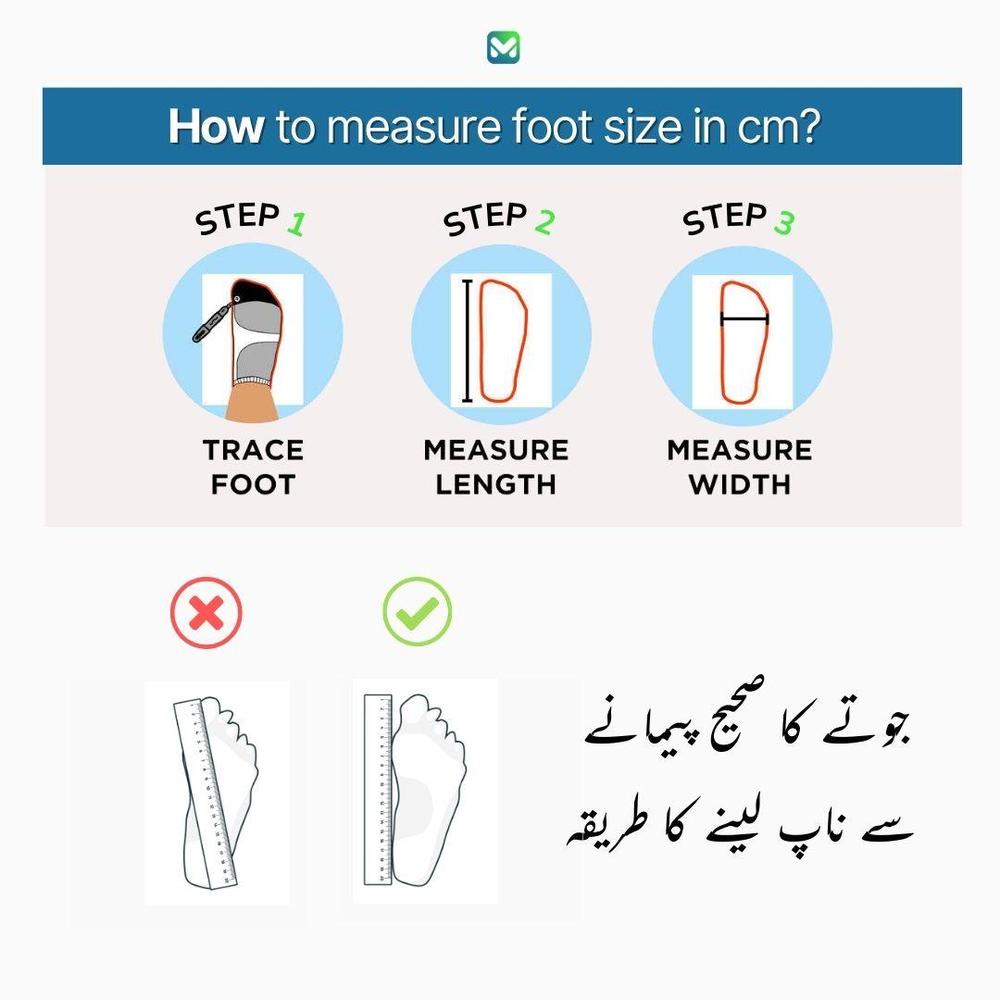 How to measure foot size in cm?
STEP 1
STEP 2
STEP 3
TRACE
FOOT
MEASURE
LENGTH
MEASURE
WIDTH
جوتے کا صحیح پیمانے
سے ناپ لینے کا طریقہ